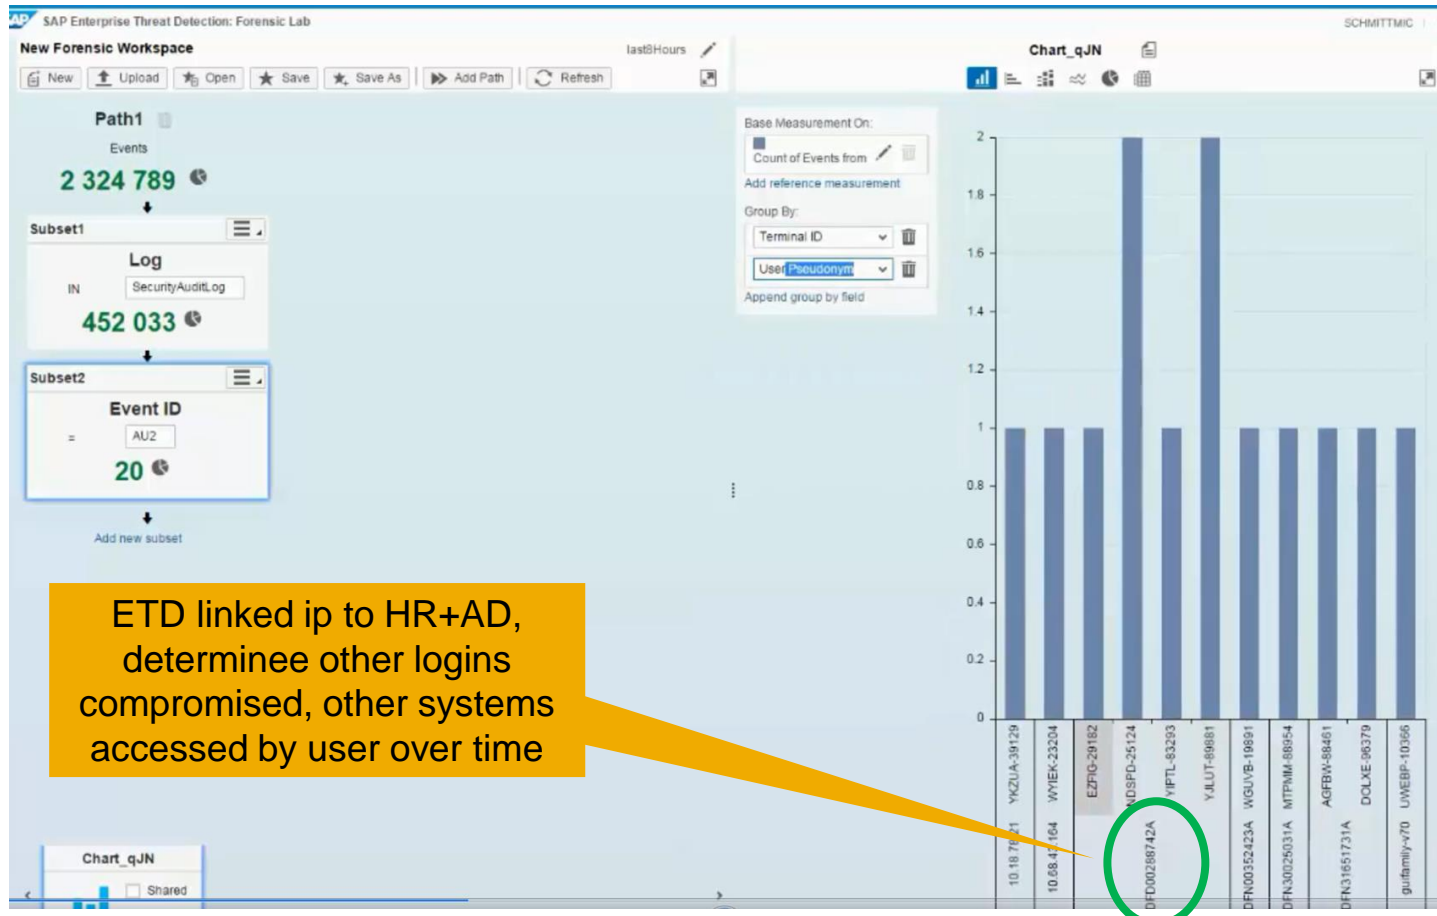 SAP Enterprise Threat Detection: Forensic Lab
SCHMITTMIC
New Forensic Workspace
last8Hours
New
Upload
Open
Save
Save As
Add Path
Refresh
Chart_qJN
Path1
Events
2 324 789
Subset1
Log
IN
SecurityAuditLog
452 033
Subset2
Event ID
=
AU2
20
Add new subset
Base Measurement On:
Count of Events from
Add reference measurement
Group By:
Terminal ID
User Pseudonym
Append group by field
2
1.8
1.6
1.4
1.2
1
0.8
0.6
0.4
0.2
0
YKZUA-39129
WYIEK-23204
EZFIG-29182
NDSPD-25124
YIPTL-83293
YJLUT-89881
WGUVB-19891
MTPMM-88954
AGFBW-88461
DOLXE-96379
UWEBP-10366
DFD00288742A
DFN00352423A
DFN30025031A
DFN31651731A
guifamily-v70
ETD linked ip to HR+AD,
determinee other logins
compromised, other systems
accessed by user over time
Chart_qJN
Shared